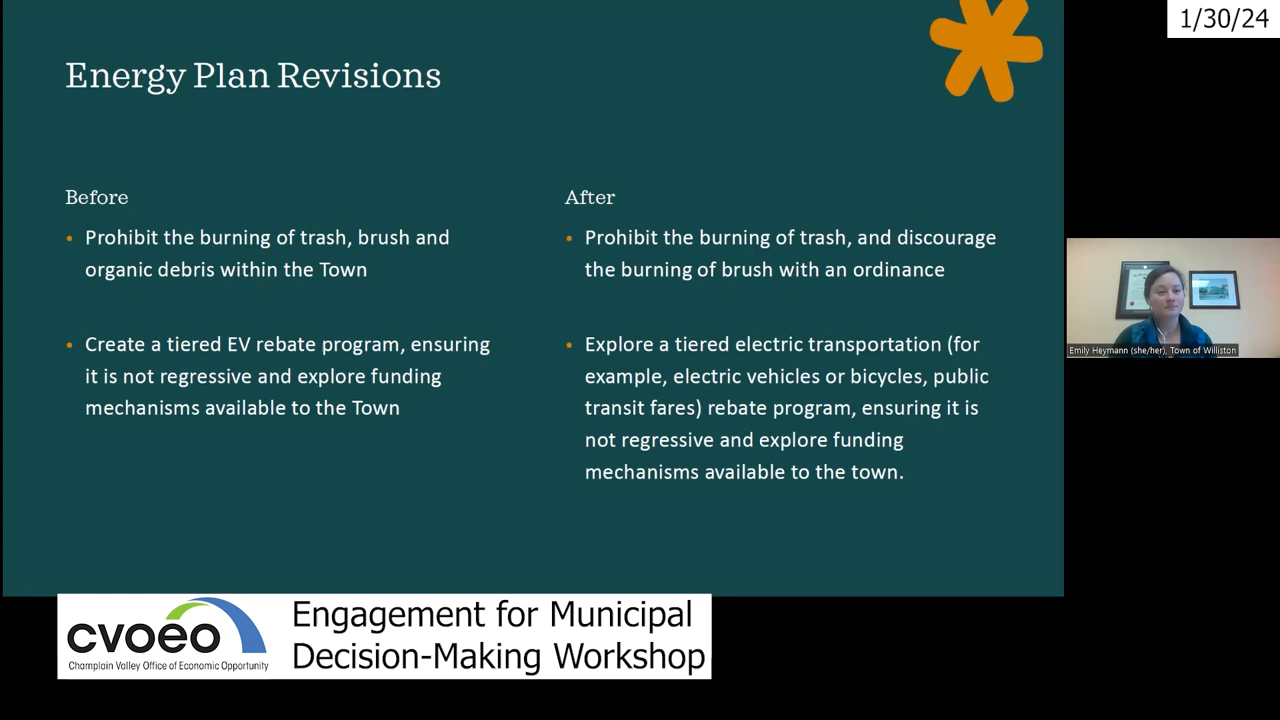 1/30/24
Energy Plan Revisions
Before
• Prohibit the burning of trash, brush and
organic debris within the Town
• Create a tiered EV rebate program, ensuring
it is not regressive and explore funding
mechanisms available to the Town
After
• Prohibit the burning of trash, and discourage
the burning of brush with an ordinance
• Explore a tiered electric transportation (for
example, electric vehicles or bicycles, public
transit fares) rebate program, ensuring it is
not regressive and explore funding
mechanisms available to the town.
Emily Heymann (she/her), Town of Williston
cvoeo
Champlain Valley Office of Economic Opportunity
Engagement for Municipal
Decision-Making Workshop